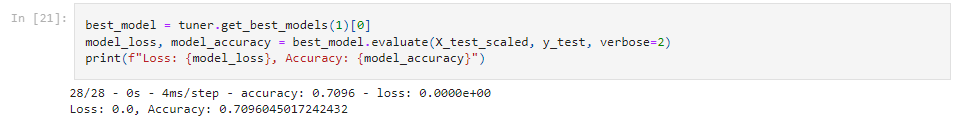 In [21]:
best_model = tuner.get_best_models(1)[0]
model_loss, model_accuracy = best_model.evaluate(X_test_scaled, y_test, verbose=2)
print(f"Loss: {model_loss}, Accuracy: {model_accuracy}")
28/28 - 0s - 4ms/step - accuracy: 0.7096 - loss: 0.0000e+00
Loss: 0.0, Accuracy: 0.7096045017242432